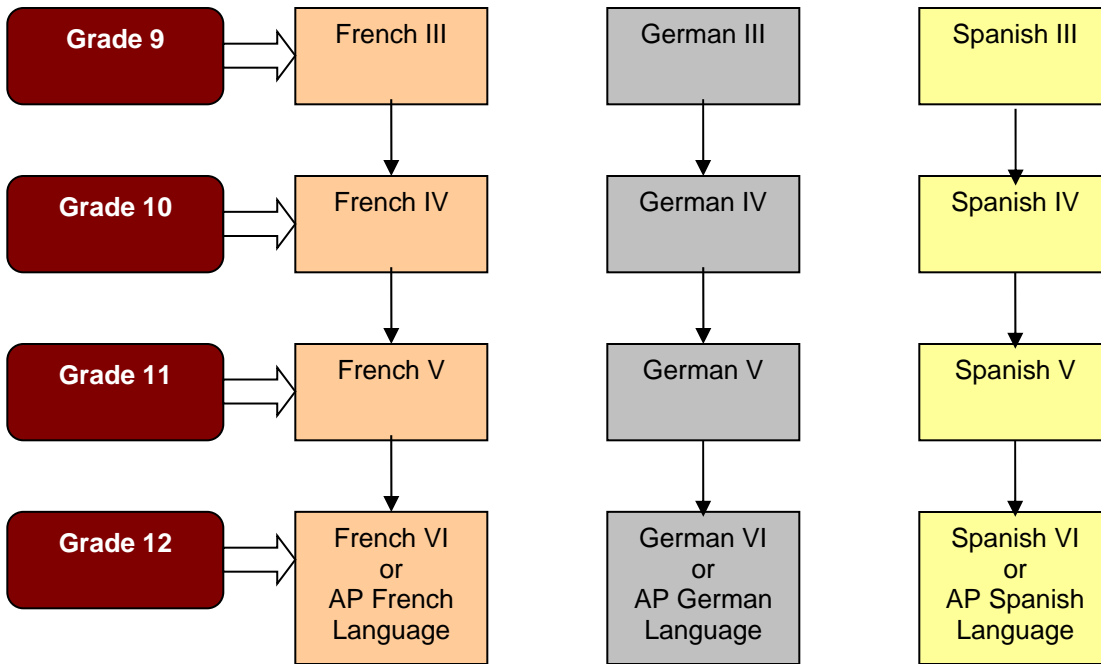 Grade 9
French III
German III
Spanish III
Grade 10
French IV
German IV
Spanish IV
Grade 11
French V
German V
Spanish V
Grade 12
French VI
or
AP French
Language
German VI
or
AP German
Language
Spanish VI
or
AP Spanish
Language